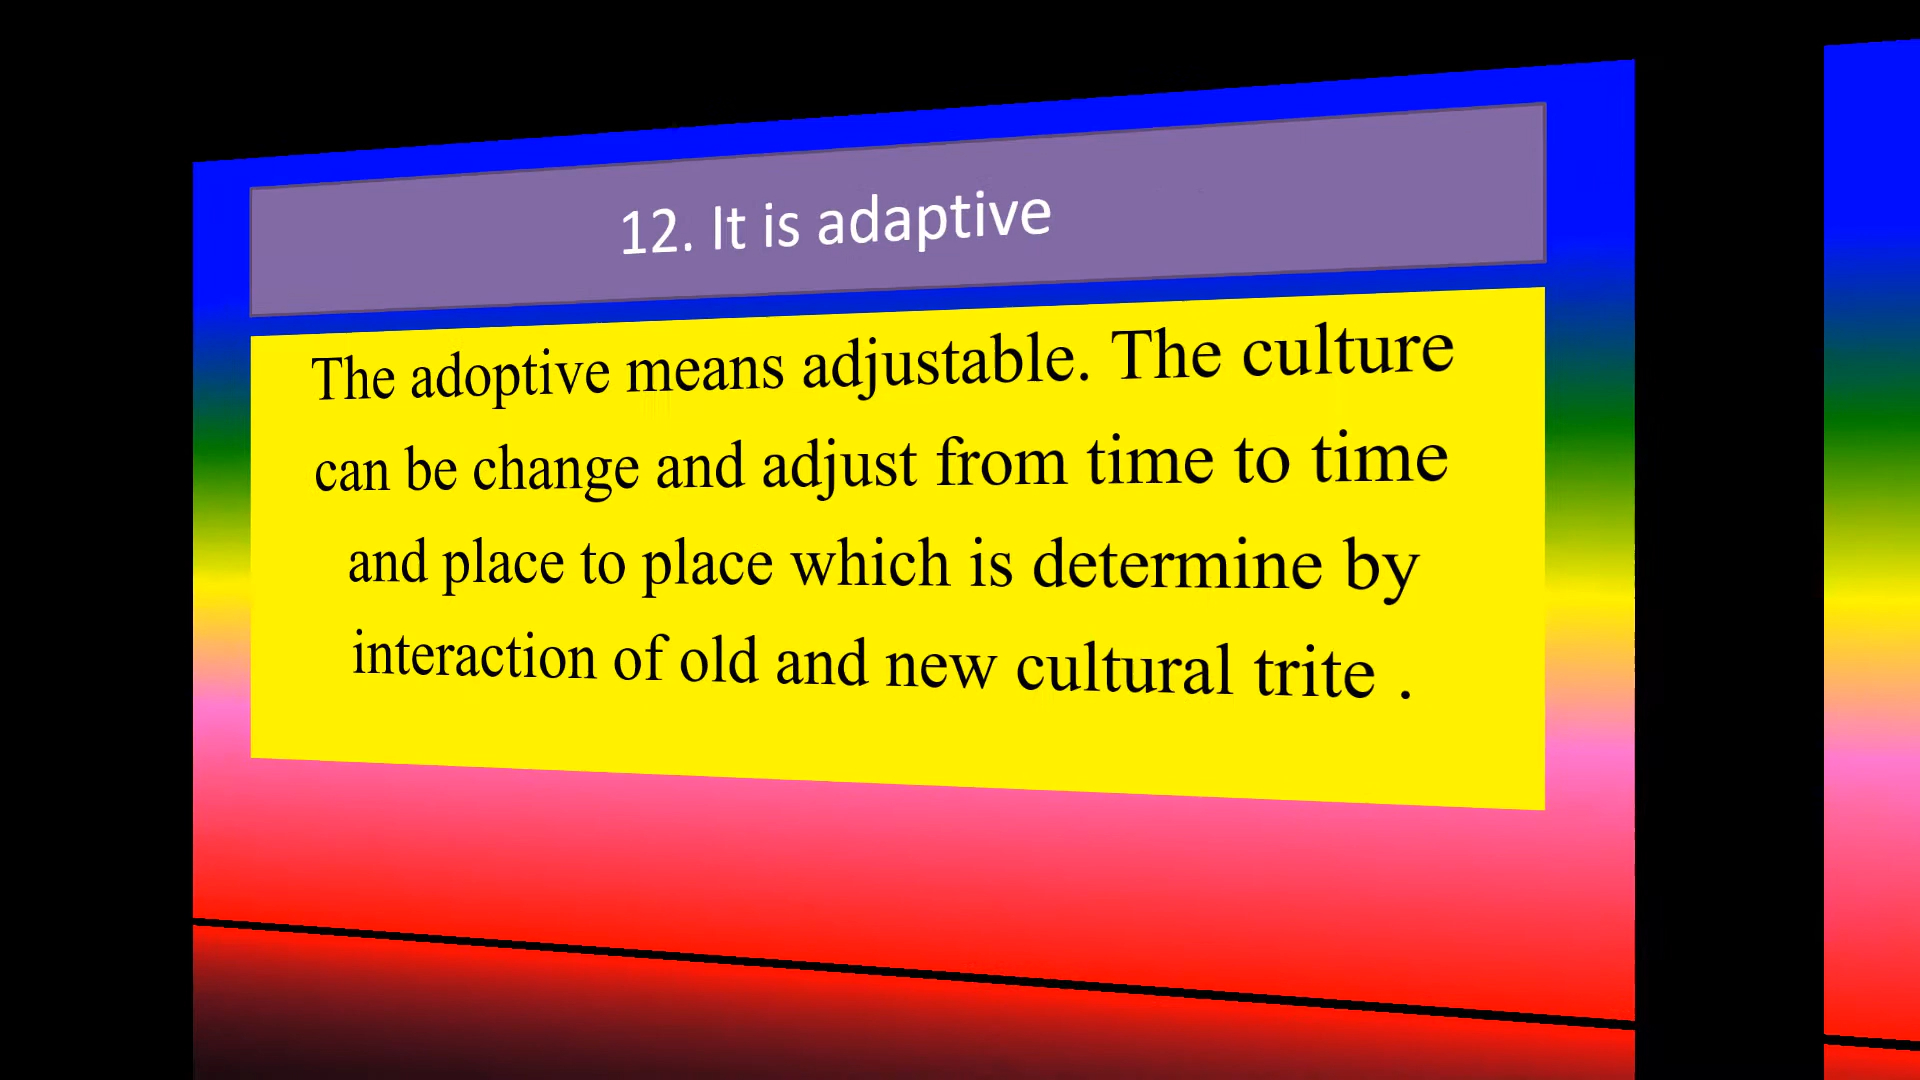 12. It is adaptive
The adoptive means adjustable. The culture
can be change and adjust from time to time
and place to place which is determine by
interaction of old and new cultural trite .